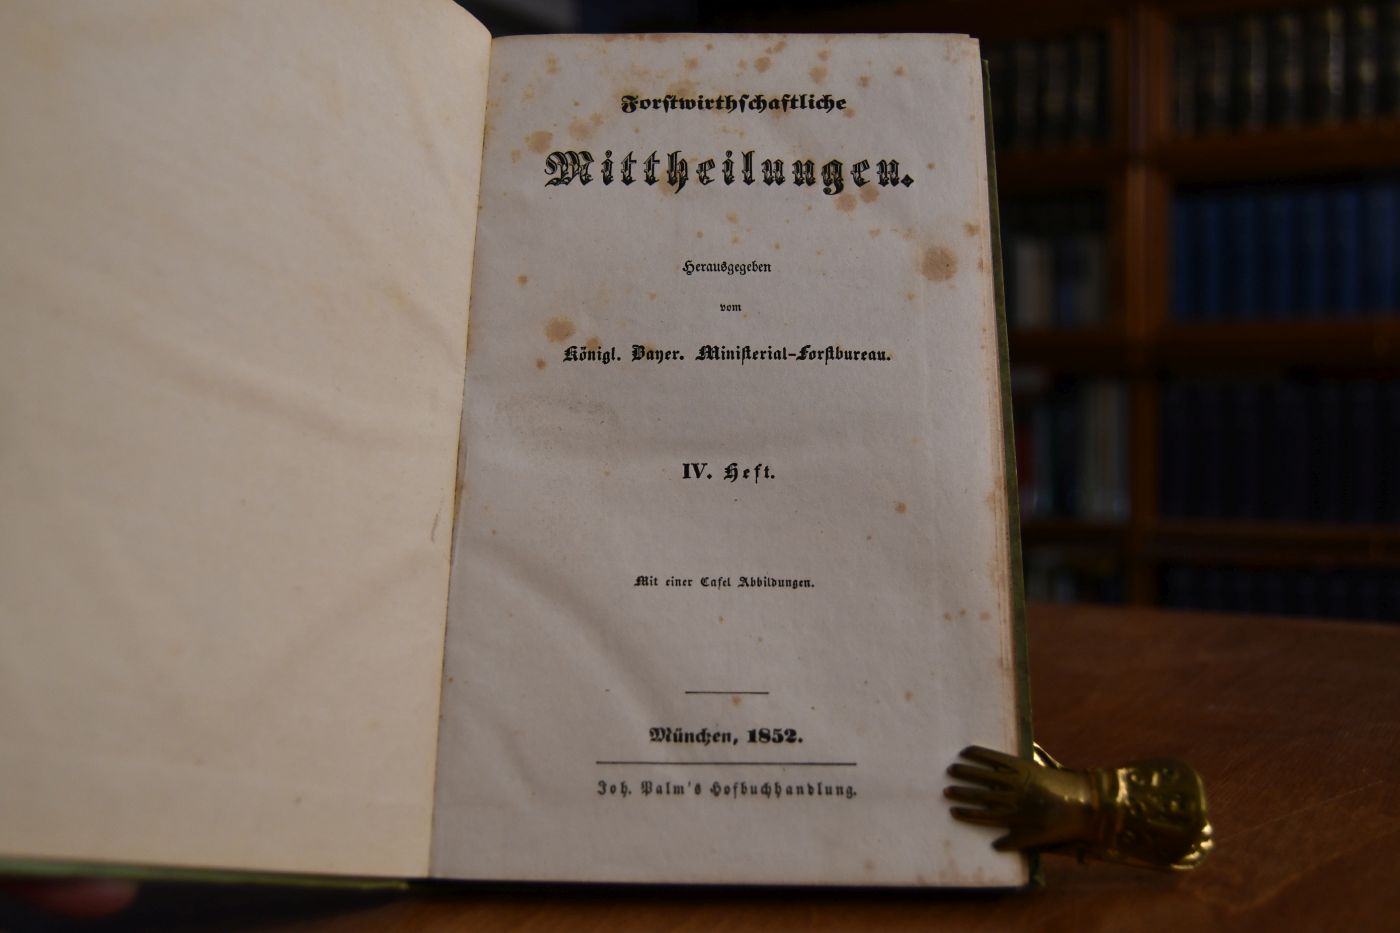 Forſtwirthſchaftliche
Mittheilungen.
Herausgegeben
vom
Königl. Bayer. Miniſterial-Forſtbureau.
IV. Heft.
Mit einer Tafel Abbildungen.
München, 1852.
Joh. Palm's Hofbuchhandlung.